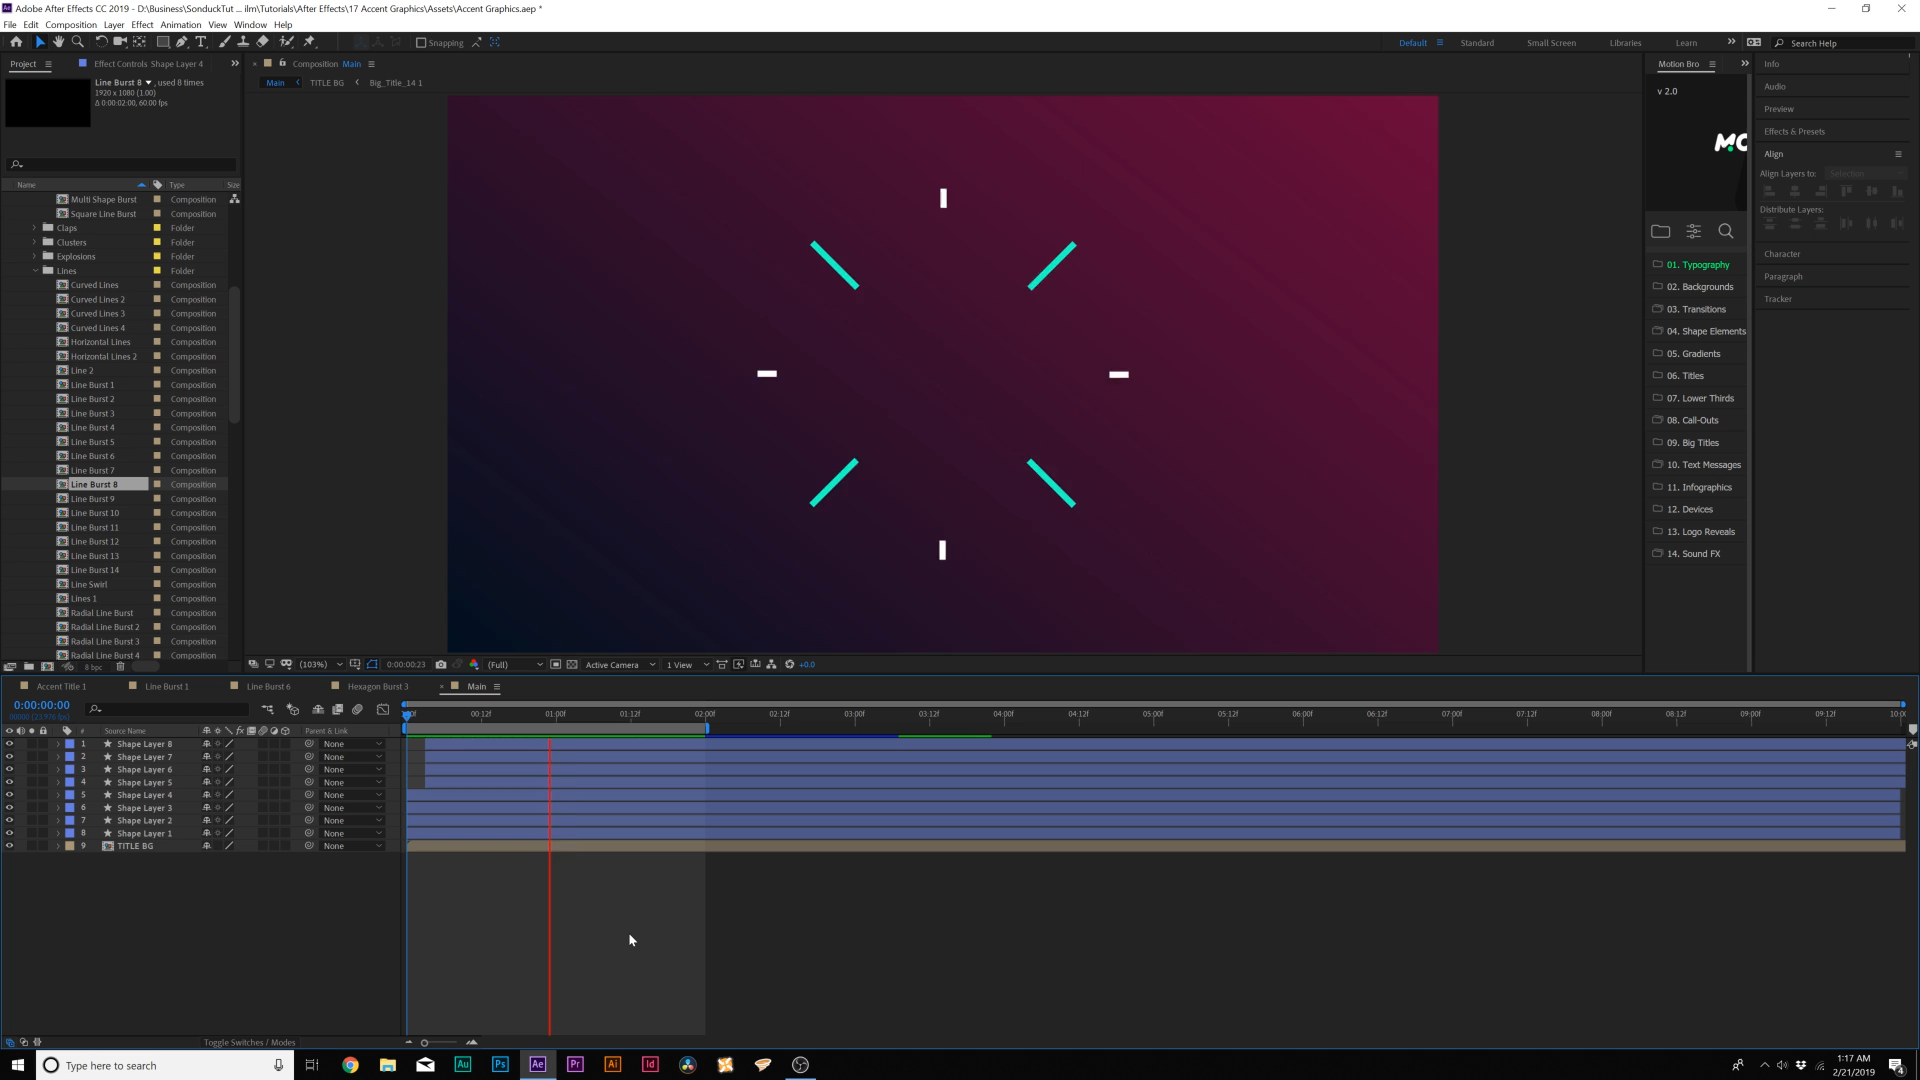 Adobe After Effects CC 2019 - D:\Business\SonduckTut ... ilm\Tutorials\After Effects\17 Accent Graphics\Assets\Accent Graphics.aep *
File Edit Composition Layer Effect Animation View Window Help
Snapping
Default Standard Small Screen Libraries Learn Search Help
Project Effect Controls Shape Layer 4
Composition Main
Motion Bro
Info
Line Burst 8 , used 8 times
1920 x 1080 (1.00)
Δ 0:00:02:00, 60.00 fps
Main TITLE BG Big_Title_14 1
v 2.0
Audio
Preview
Effects & Presets
Align
Align Layers to: Selection
Distribute Layers:
Character
Paragraph
Tracker
01. Typography
02. Backgrounds
03. Transitions
04. Shape Elements
05. Gradients
06. Titles
07. Lower Thirds
08. Call-Outs
09. Big Titles
10. Text Messages
11. Infographics
12. Devices
13. Logo Reveals
14. Sound FX
Name Type Size
Multi Shape Burst Composition
Square Line Burst Composition
Claps Folder
Clusters Folder
Explosions Folder
Lines Folder
Curved Lines Composition
Curved Lines 2 Composition
Curved Lines 3 Composition
Curved Lines 4 Composition
Horizontal Lines Composition
Horizontal Lines 2 Composition
Line 2 Composition
Line Burst 1 Composition
Line Burst 2 Composition
Line Burst 3 Composition
Line Burst 4 Composition
Line Burst 5 Composition
Line Burst 6 Composition
Line Burst 7 Composition
Line Burst 8 Composition
Line Burst 9 Composition
Line Burst 10 Composition
Line Burst 11 Composition
Line Burst 12 Composition
Line Burst 13 Composition
Line Burst 14 Composition
Line Swirl Composition
Lines 1 Composition
Radial Line Burst Composition
Radial Line Burst 2 Composition
Radial Line Burst 3 Composition
Radial Line Burst 4 Composition
8 bpc
(103%) 0:00:00:23 (Full) Active Camera 1 View +0.0
Accent Title 1 Line Burst 1 Line Burst 6 Hexagon Burst 3 Main
0:00:00:00
00000 (23.976 fps)
00:12f 01:00f 01:12f 02:00f 02:12f 03:00f 03:12f 04:00f 04:12f 05:00f 05:12f 06:00f 06:12f 07:00f 07:12f 08:00f 08:12f 09:00f 09:12f
# Source Name Parent & Link
1 Shape Layer 8 None
2 Shape Layer 7 None
3 Shape Layer 6 None
4 Shape Layer 5 None
5 Shape Layer 4 None
6 Shape Layer 3 None
7 Shape Layer 2 None
8 Shape Layer 1 None
9 TITLE BG None
Toggle Switches / Modes
Type here to search
Au Ps Ae Pr Ai Id
1:17 AM
2/21/2019
4